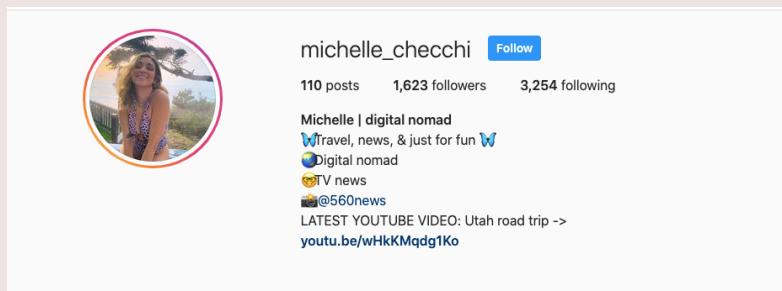 michelle_checchi Follow
110 posts 1,623 followers 3,254 following
Michelle | digital nomad
🦋Travel, news, & just for fun 🦋
🌏Digital nomad
🤓TV news
📸@560news
LATEST YOUTUBE VIDEO: Utah road trip ->
youtu.be/wHkKMqdg1Ko